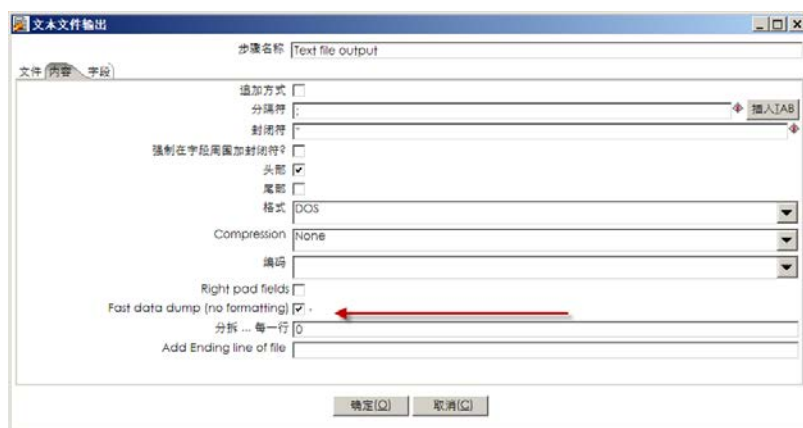 文本文件输出
步骤名称 Text file output
文件 内容 字段
追加方式
分隔符 ; 插入TAB
封闭符 "
强制在字段周围加封闭符?
头部
尾部
格式 DOS
Compression None
编码
Right pad fields
Fast data dump (no formatting)
分拆 ... 每一行 0
Add Ending line of file
确定(O) 取消(C)